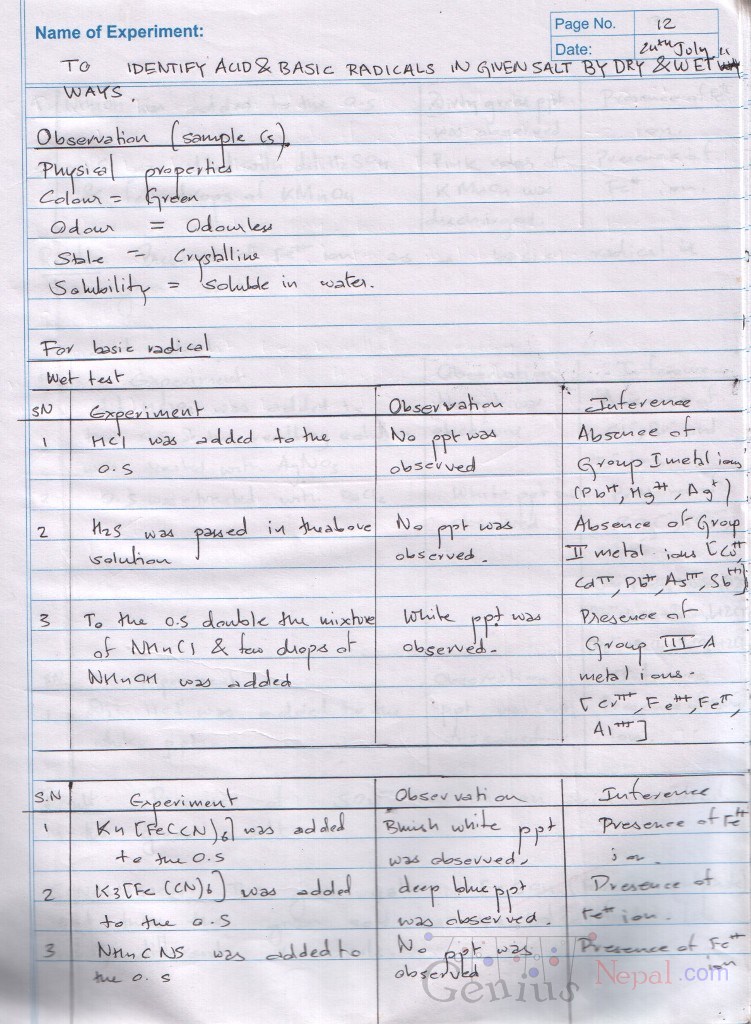 Name of Experiment:
Page No. 12
Date: 24th July
TO IDENTIFY ACID & BASIC RADICALS IN GIVEN SALT BY DRY & WET
WAYS.
Observation (sample G)
Physical properties
Colour = Green
Odour = Odourless
State = Crystalline
Solubility = soluble in water.
For basic radical
Wet test
SN Experiment Observation Inference
1 HCl was added to the No ppt was Absence of
o.s observed Group I metal ions
(Pb++, Hg++, Ag+)
2 H2S was passed in the above No ppt was Absence of Group
solution observed. II metal ions [Cu++,
Cd++, Pb++, As+++, Sb+++]
3 To the o.s double the mixture White ppt was Presence of
of NH4Cl & few drops of observed. Group III A
NH4OH was added metal ions.
[Cr+++, Fe+++, Fe++,
Al+++]
S.N Experiment Observation Inference
1 K4[Fe(CN)6] was added Bluish white ppt Presence of Fe++
to the o.s was observed, ion.
2 K3[Fe(CN)6] was added deep blue ppt Presence of
to the o.s was observed. Fe++ ion.
3 NH4CNS was added to No ppt was Presence of Fe++
the o.s observed ion
Genius Nepal.com